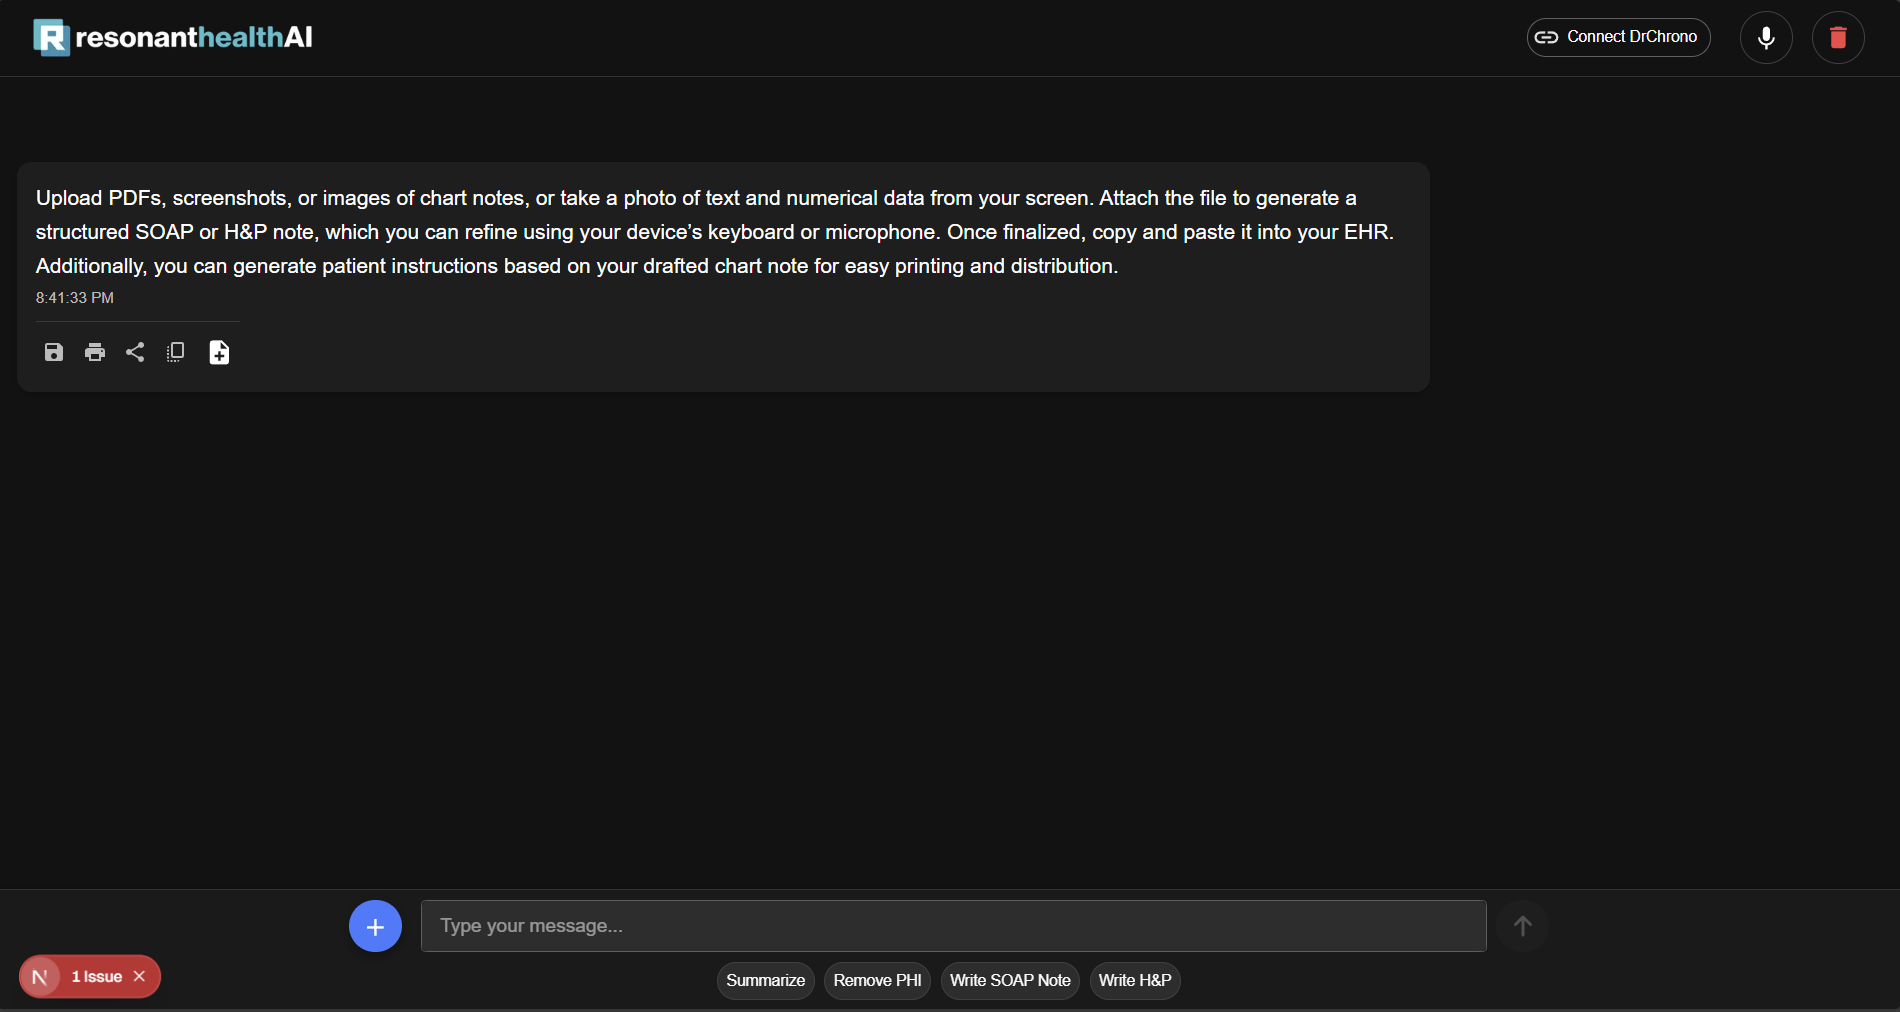 resonanthealthAI
Connect DrChrono
Upload PDFs, screenshots, or images of chart notes, or take a photo of text and numerical data from your screen. Attach the file to generate a
structured SOAP or H&P note, which you can refine using your device’s keyboard or microphone. Once finalized, copy and paste it into your EHR.
Additionally, you can generate patient instructions based on your drafted chart note for easy printing and distribution.
8:41:33 PM
Type your message...
N 1 Issue
Summarize Remove PHI Write SOAP Note Write H&P